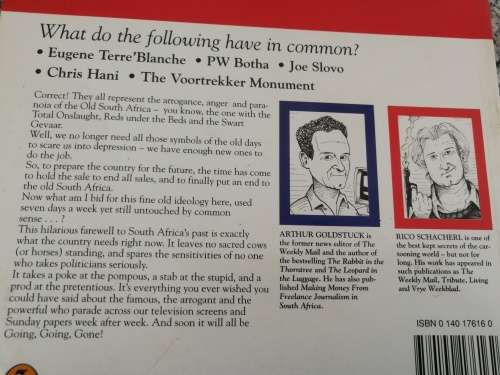 What do the following have in common?
• Eugene Terre'Blanche • PW Botha • Joe Slovo
• Chris Hani • The Voortrekker Monument
Correct! They all represent the arrogance, anger and para-
noia of the Old South Africa – you know, the one with the
Total Onslaught, Reds under the Beds and the Swart
Gevaar.
Well, we no longer need all those symbols of the old days
to scare us into depression – we have enough new ones to
do the job.
So, to prepare the country for the future, the time has come
to hold the sale to end all sales, and to finally put an end to
the old South Africa.
Now what am I bid for this fine old ideology here, used
seven days a week yet still untouched by common
sense . . . ?
This hilarious farewell to South Africa's past is exactly
what the country needs right now. It leaves no sacred cows
(or horses) standing, and spares the sensitivities of no one
who takes politicians seriously.
It takes a poke at the pompous, a stab at the stupid, and a
prod at the pretentious. It's everything you ever wished you
could have said about the famous, the arrogant and the
powerful who parade across our television screens and
Sunday papers week after week. And soon it will all be
Going, Going, Gone!
ARTHUR GOLDSTUCK is
the former news editor of The
Weekly Mail and the author of
the bestselling The Rabbit in the
Thorntree and The Leopard in
the Luggage. He has also pub-
lished Making Money From
Freelance Journalism in
South Africa.
RICO SCHACHERL is one of
the best kept secrets of the car-
tooning world – but not for
long. His work has appeared in
such publications as The
Weekly Mail, Tribute, Living
and Vrye Weekblad.
ISBN 0 140 17616 0